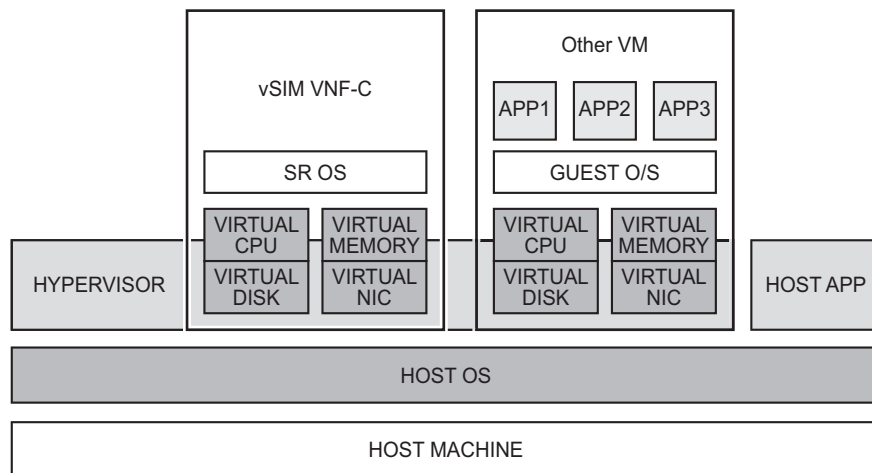 vSIM VNF-C
Other VM
APP1
APP2
APP3
SR OS
GUEST O/S
VIRTUAL
CPU
VIRTUAL
MEMORY
VIRTUAL
DISK
VIRTUAL
NIC
VIRTUAL
CPU
VIRTUAL
MEMORY
VIRTUAL
DISK
VIRTUAL
NIC
HYPERVISOR
HOST APP
HOST OS
HOST MACHINE